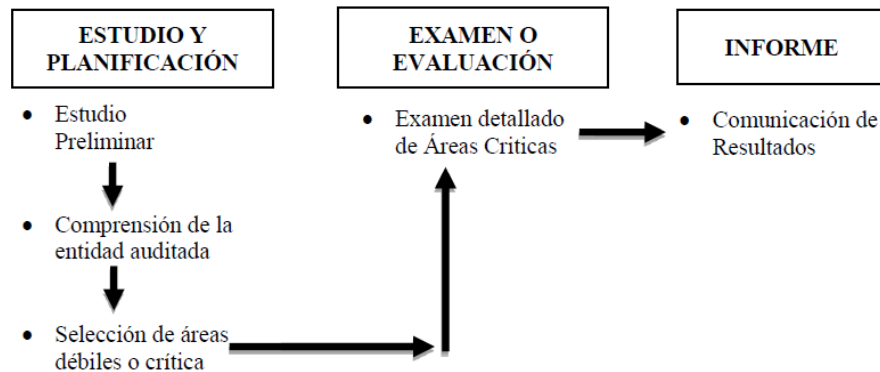 ESTUDIO Y
PLANIFICACIÓN
• Estudio
Preliminar
• Comprensión de la
entidad auditada
• Selección de áreas
débiles o crítica
EXAMEN O
EVALUACIÓN
• Examen detallado
de Áreas Criticas
INFORME
• Comunicación de
Resultados